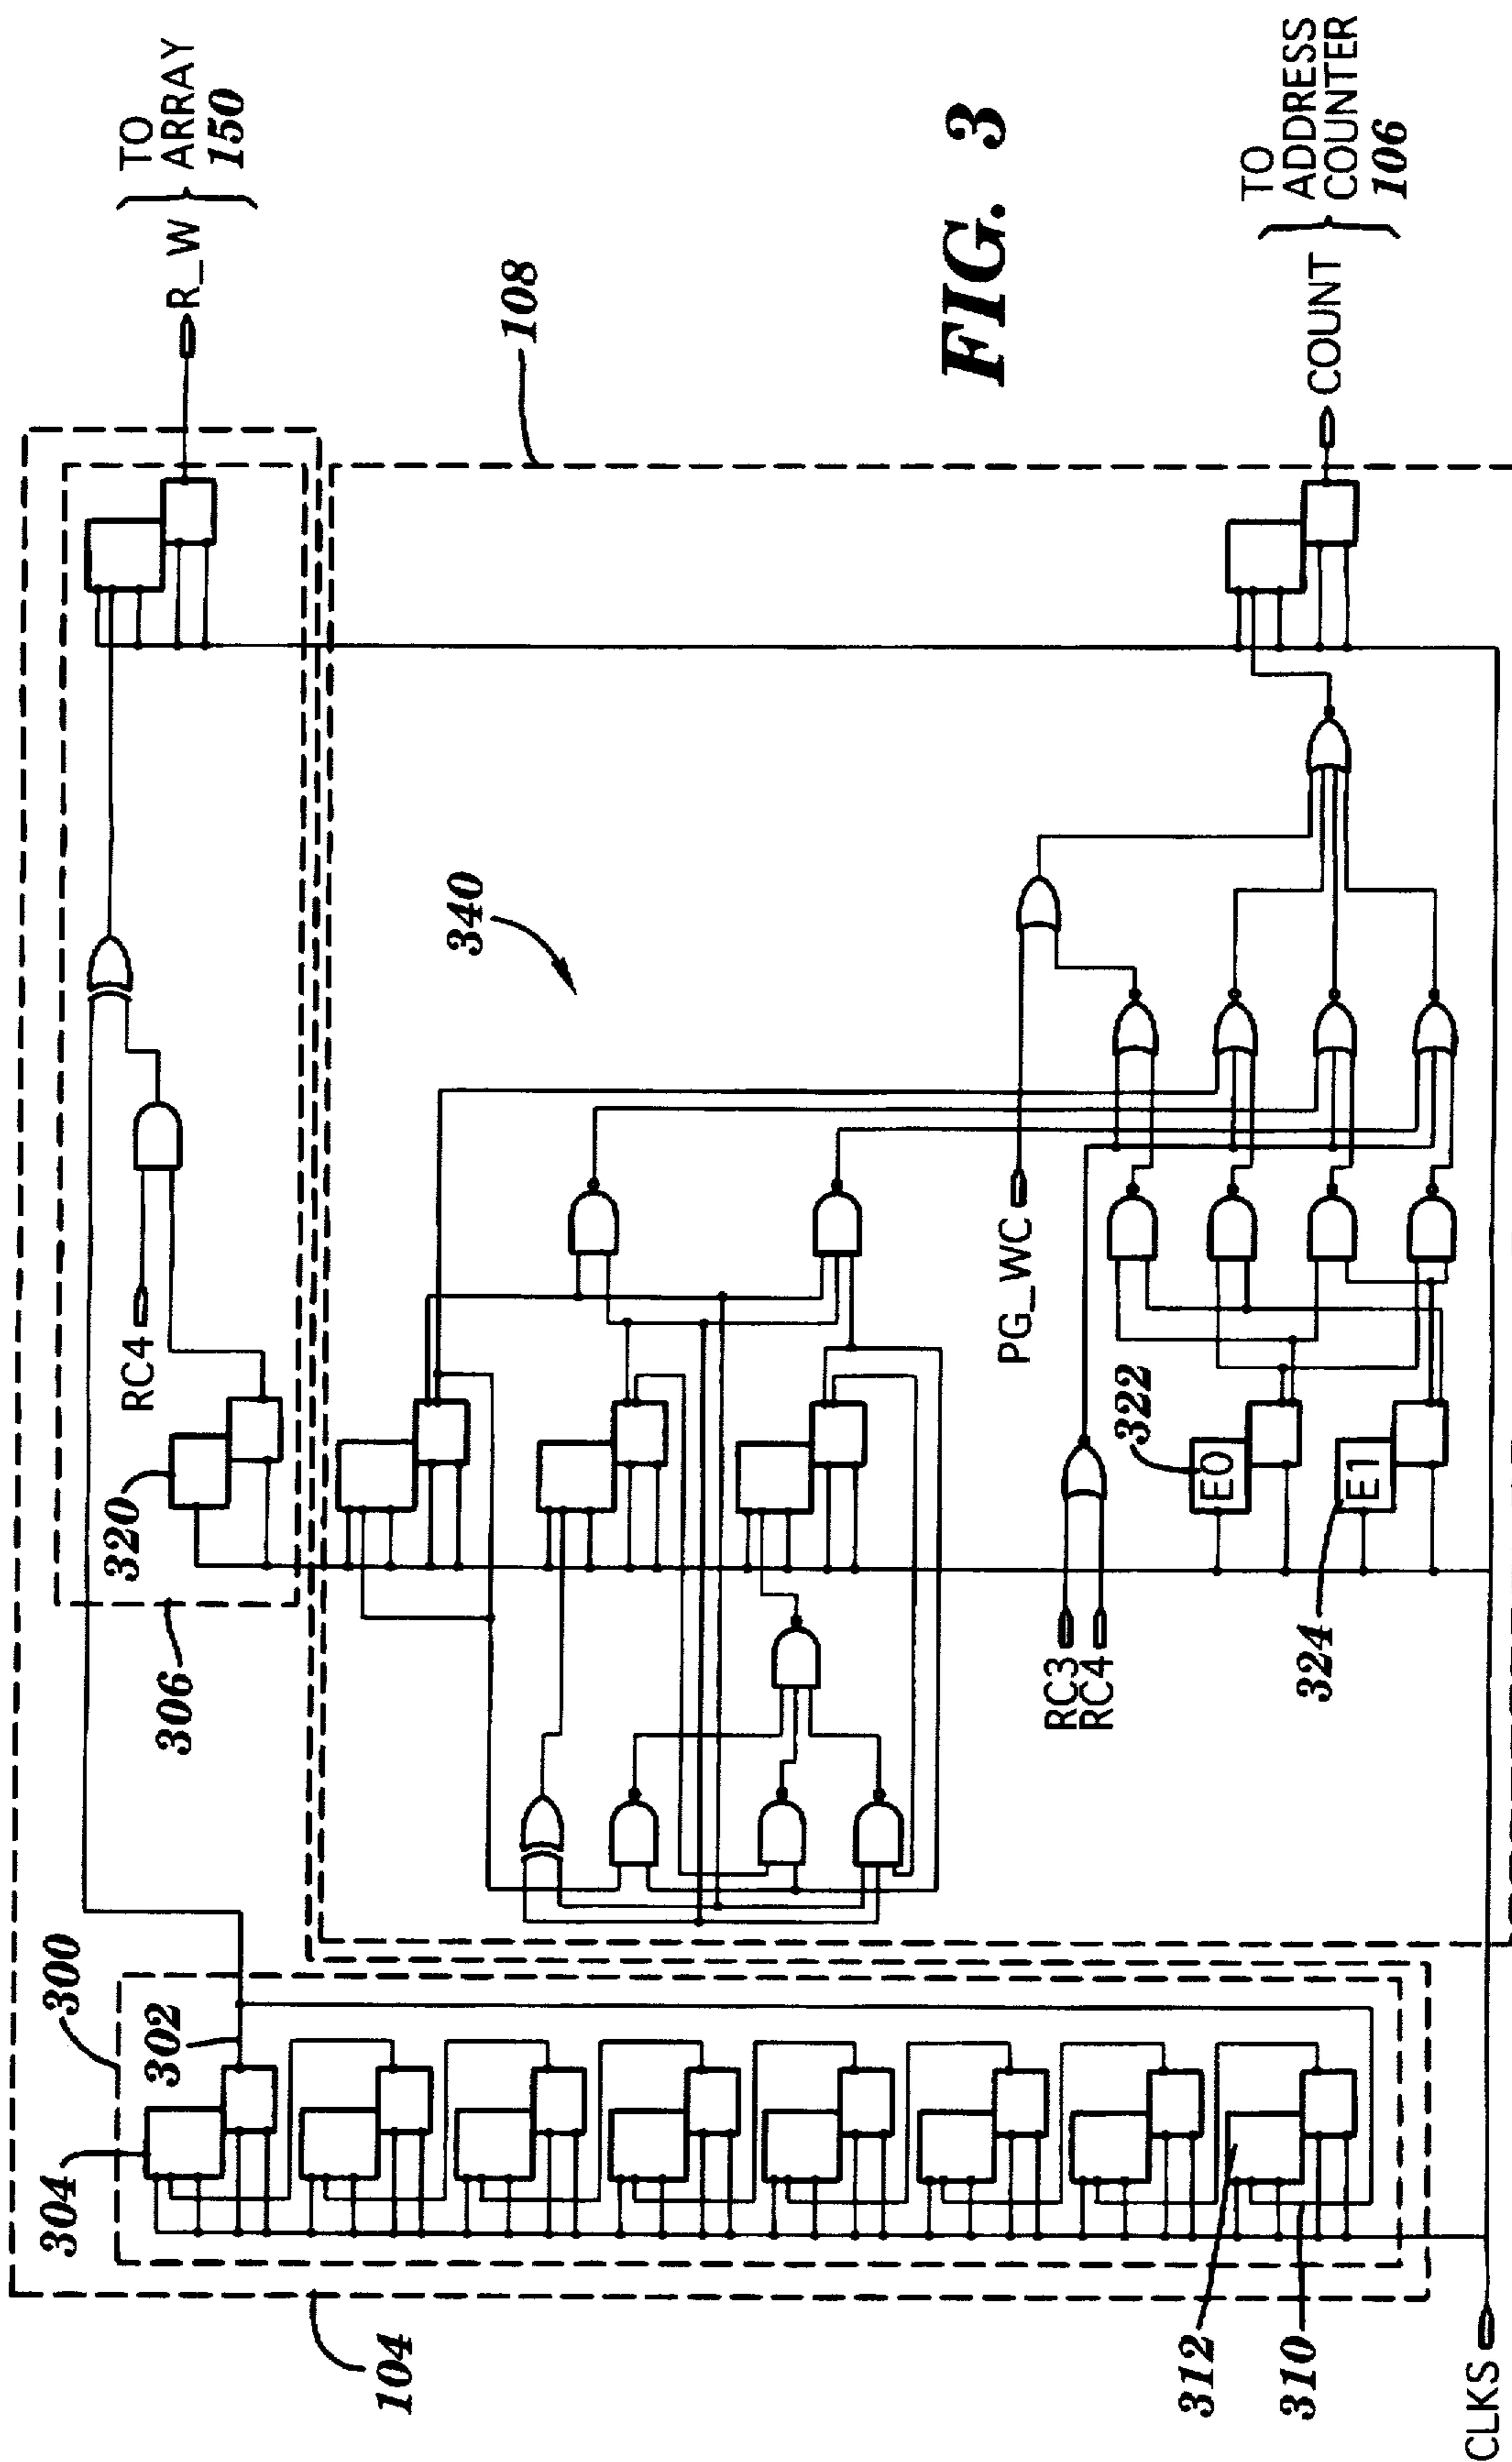 104
300
304
302
306
320
RC4
R_W
TO
ARRAY
150
108
340
PG_WC
RC3
RC4
322
E0
324
E1
312
310
CLKS
COUNT
TO
ADDRESS
COUNTER
106
FIG. 3